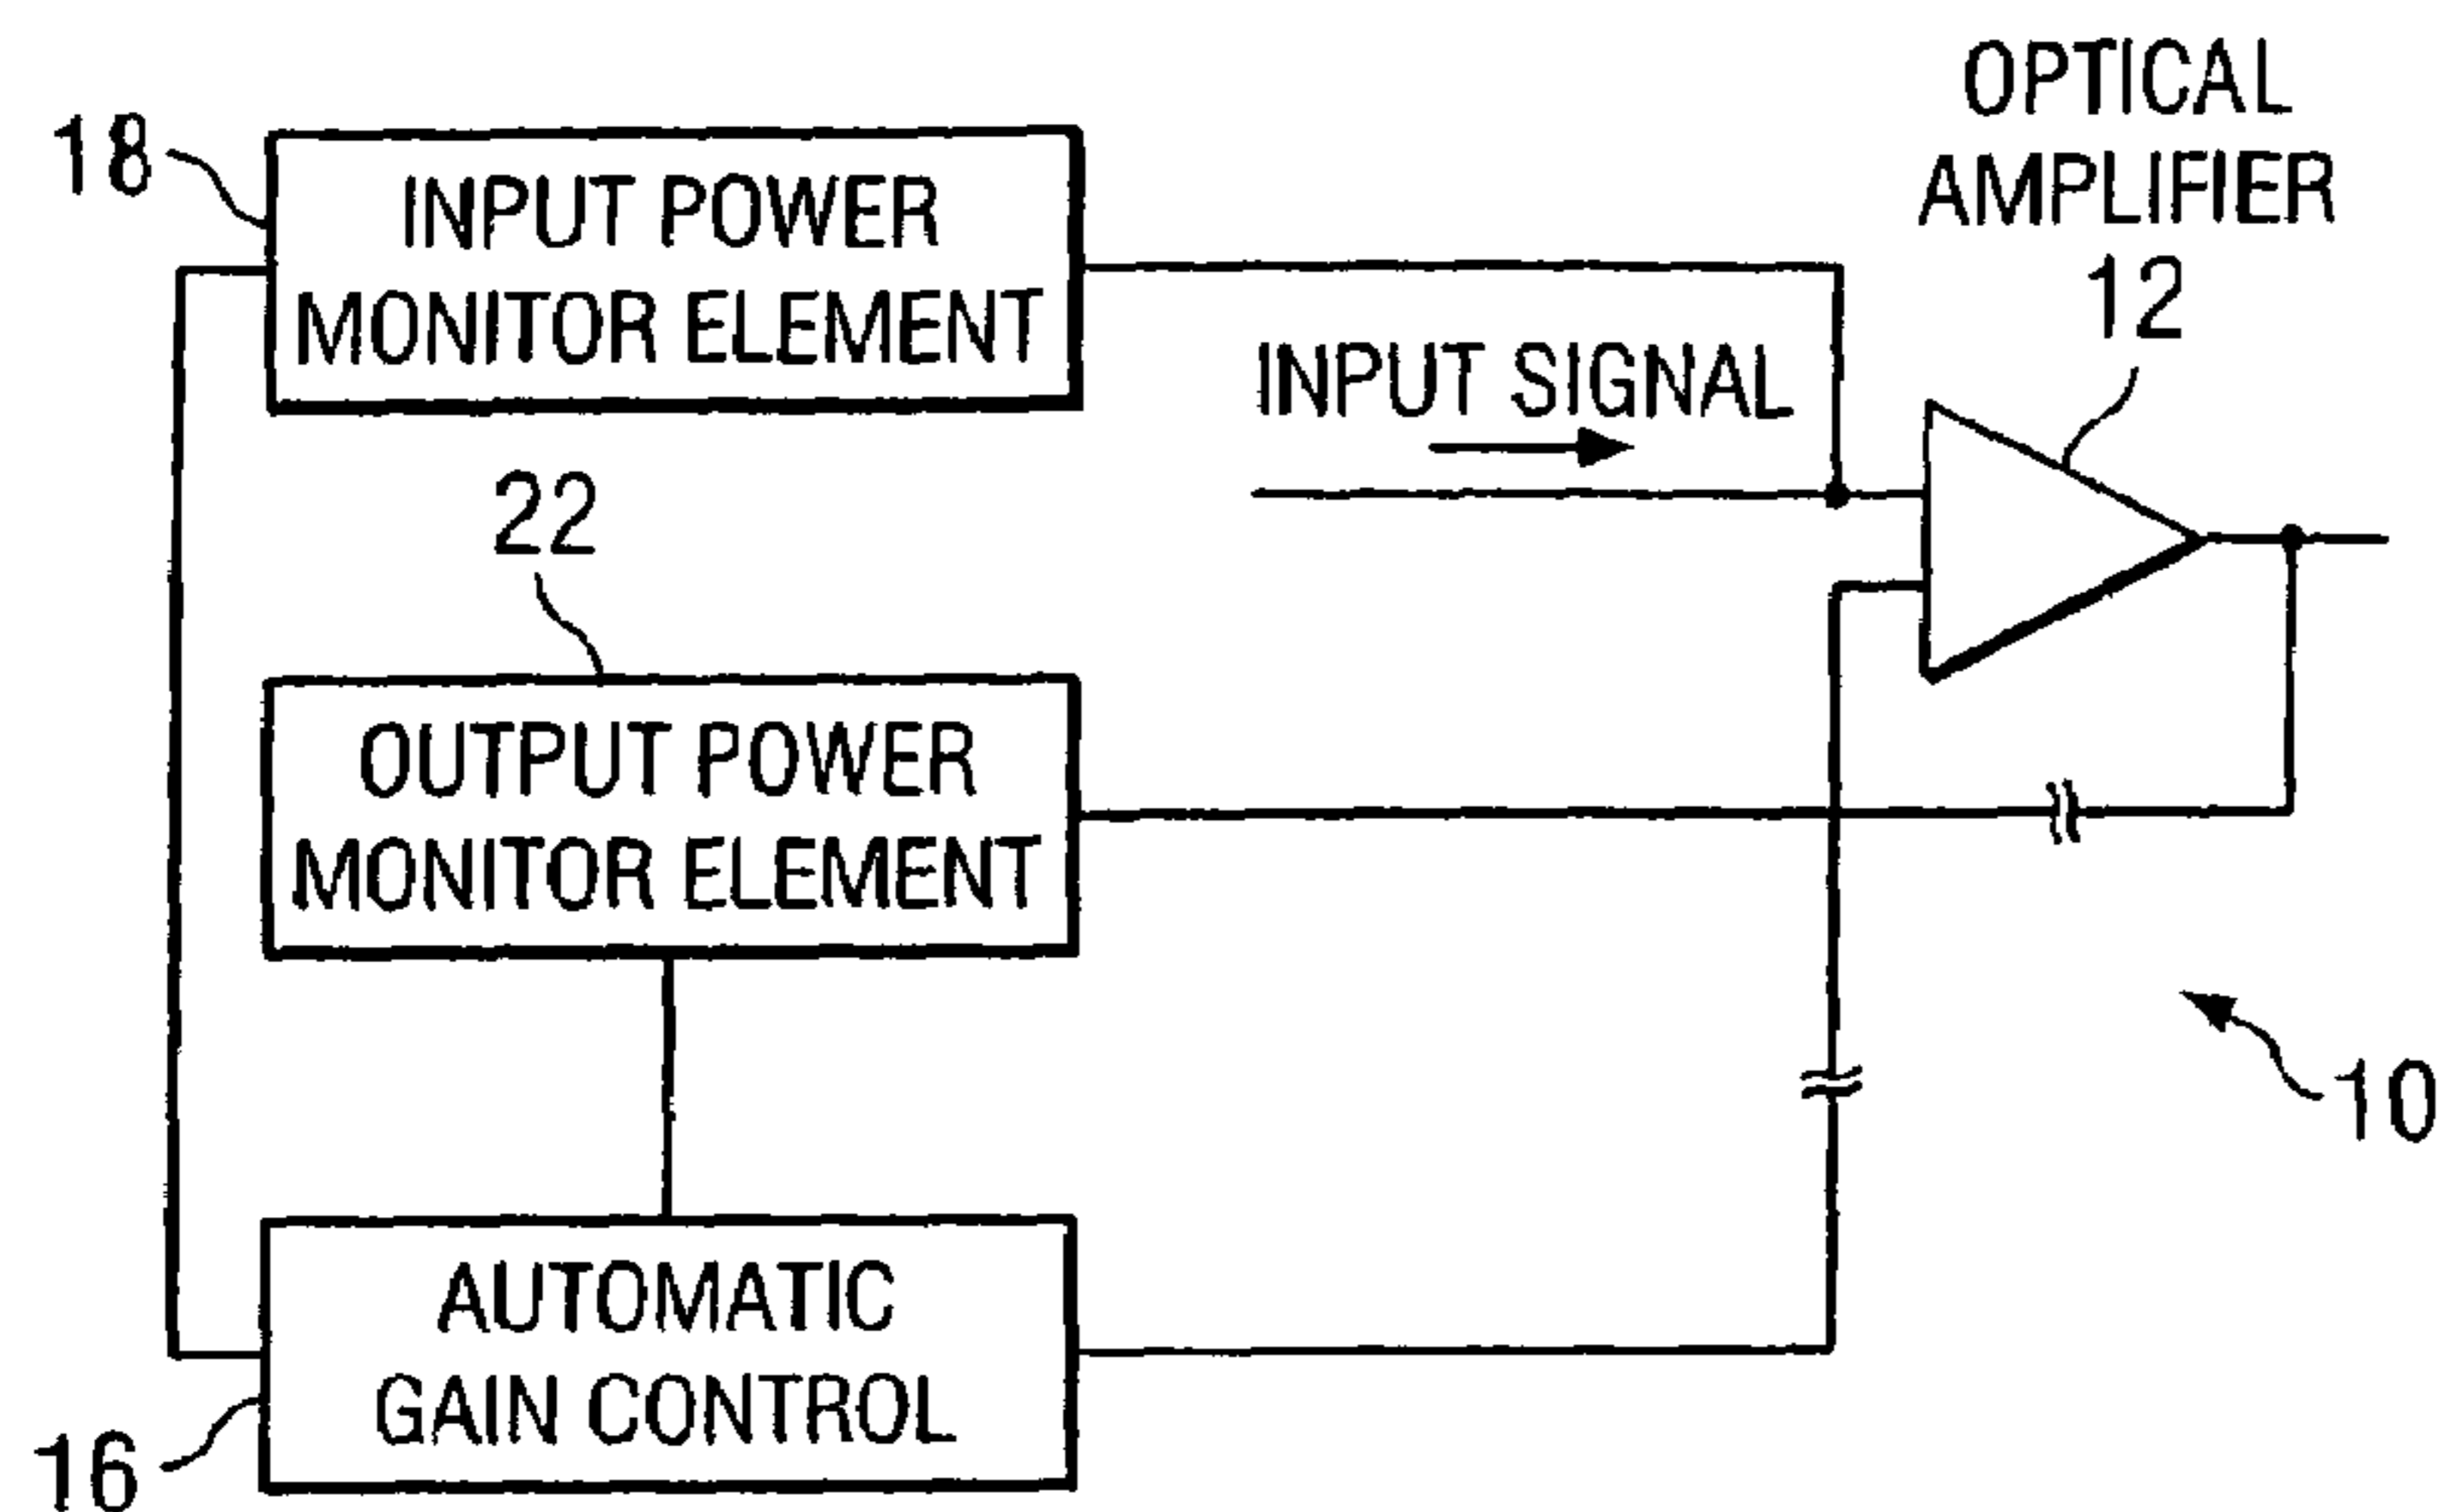 OPTICAL
AMPLIFIER
12
18
INPUT POWER
MONITOR ELEMENT
INPUT SIGNAL
22
OUTPUT POWER
MONITOR ELEMENT
10
AUTOMATIC
GAIN CONTROL
16